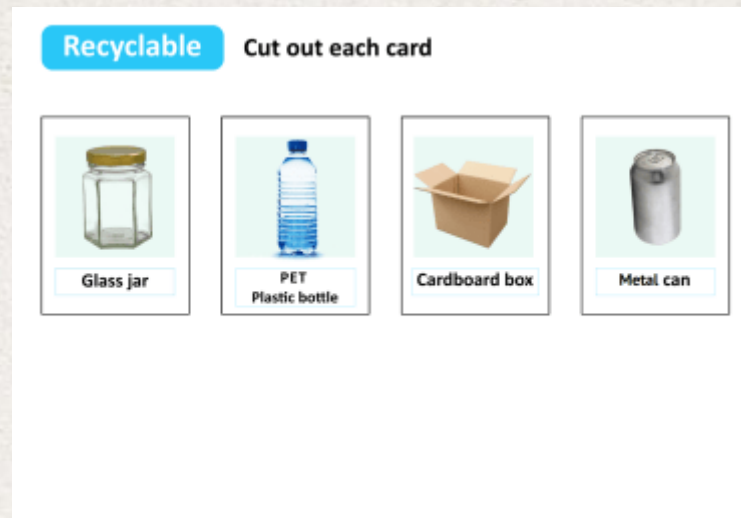 Recyclable Cut out each card
Glass jar
PET
Plastic bottle
Cardboard box
Metal can